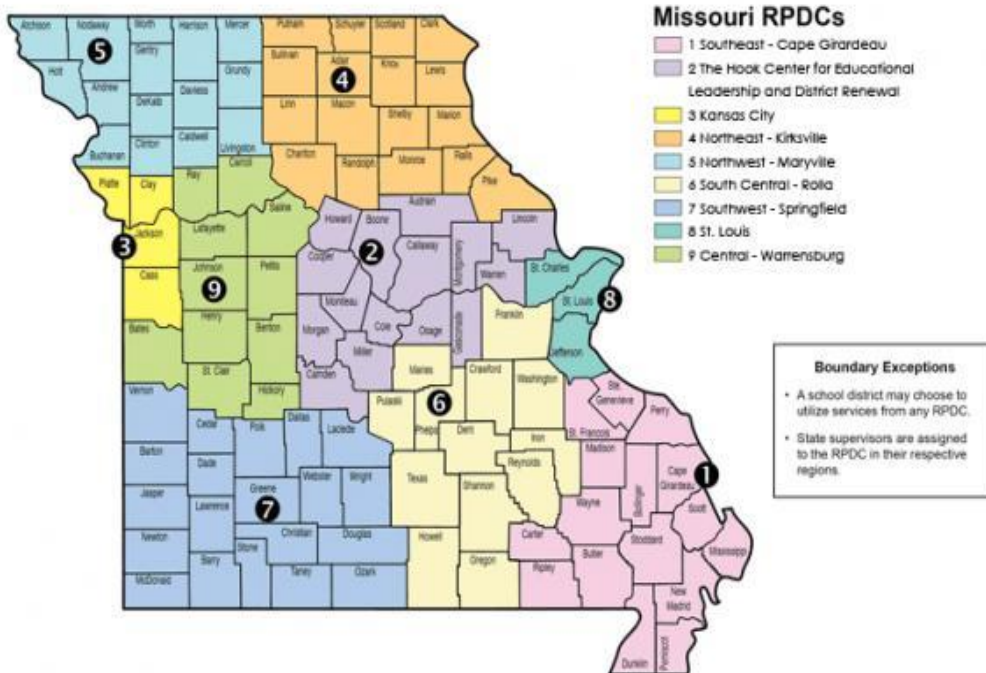 Missouri RPDCs
1 Southeast - Cape Girardeau
2 The Hook Center for Educational
Leadership and District Renewal
3 Kansas City
4 Northeast - Kirksville
5 Northwest - Maryville
6 South Central - Rolla
7 Southwest - Springfield
8 St. Louis
9 Central - Warrensburg
Boundary Exceptions
• A school district may choose to
utilize services from any RPDC.
• State supervisors are assigned
to the RPDC in their respective
regions.
Atchison
Nodaway
Worth
Harrison
Mercer
Putnam
Schuyler
Scotland
Clark
5
Gentry
Sullivan
Adair
Knox
Lewis
4
Holt
Andrew
Grundy
DeKalb
Daviess
Linn
Macon
Shelby
Marion
Buchanan
Clinton
Caldwell
Livingston
Chariton
Randolph
Monroe
Ralls
Pike
Platte
Clay
Ray
Carroll
Saline
Howard
Boone
Audrain
Lincoln
Jackson
3
Lafayette
Cooper
2
Callaway
Montgomery
Warren
St. Charles
St. Louis
8
Cass
Johnson
9
Pettis
Moniteau
Cole
Osage
Gasconade
Franklin
Jefferson
Bates
Henry
Benton
Morgan
Miller
Maries
Crawford
Washington
St. Clair
Hickory
Camden
Pulaski
6
Phelps
Dent
Iron
St. Francois
Ste.
Genevieve
Perry
Vernon
Cedar
Polk
Dallas
Laclede
Texas
Reynolds
Madison
Cape
Girardeau
1
Barton
Dade
Greene
7
Webster
Wright
Shannon
Wayne
Bollinger
Scott
Jasper
Lawrence
Christian
Douglas
Howell
Carter
Stoddard
Mississippi
Newton
Barry
Stone
Taney
Ozark
Gregon
Ripley
Butler
New
Madrid
McDonald
Dunklin
Pemiscot